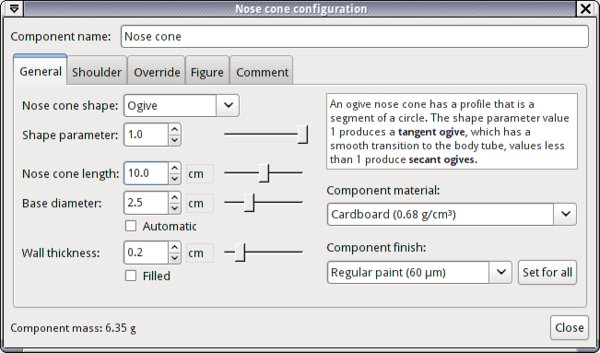 Nose cone configuration
Component name: Nose cone
General Shoulder Override Figure Comment
Nose cone shape: Ogive
Shape parameter: 1.0
Nose cone length: 10.0 cm
Base diameter: 2.5 cm
Automatic
Wall thickness: 0.2 cm
Filled
An ogive nose cone has a profile that is a
segment of a circle. The shape parameter value
1 produces a tangent ogive, which has a
smooth transition to the body tube, values less
than 1 produce secant ogives.
Component material:
Cardboard (0.68 g/cm³)
Component finish:
Regular paint (60 μm) Set for all
Component mass: 6.35 g
Close